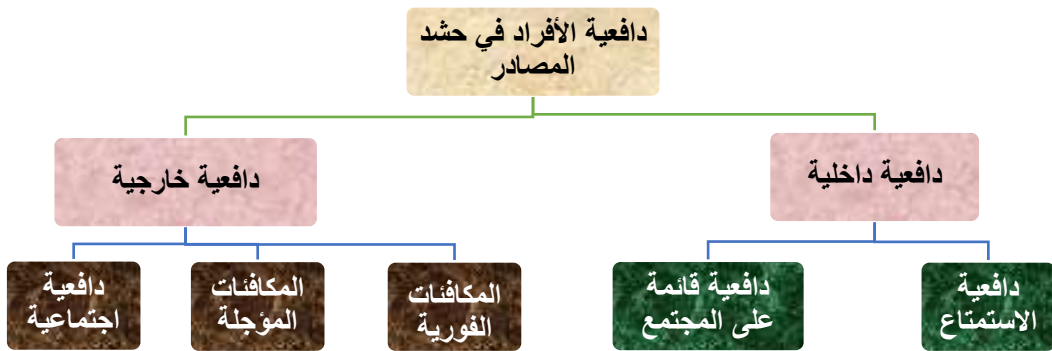 دافعية الأفراد في حشد
المصادر
دافعية داخلية
دافعية خارجية
دافعية
الاستمتاع
دافعية قائمة
على المجتمع
المكافئات
الفورية
المكافئات
المؤجلة
دافعية
اجتماعية